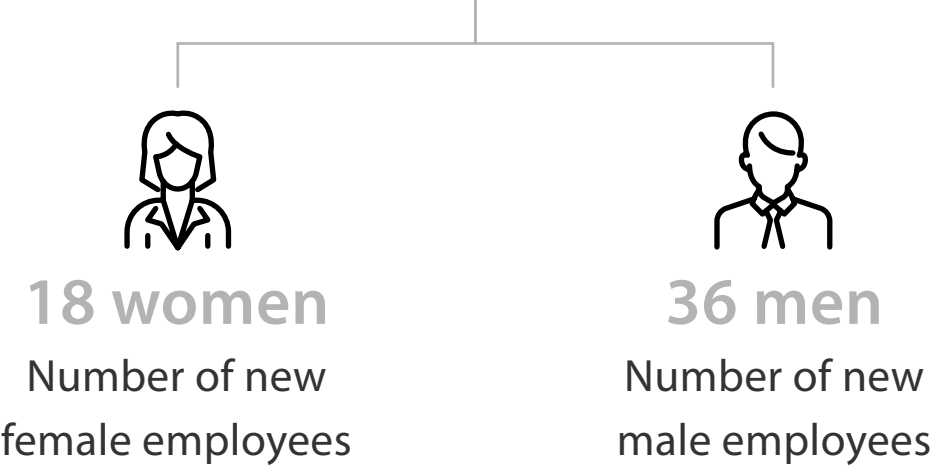 18 women
Number of new
female employees
36 men
Number of new
male employees